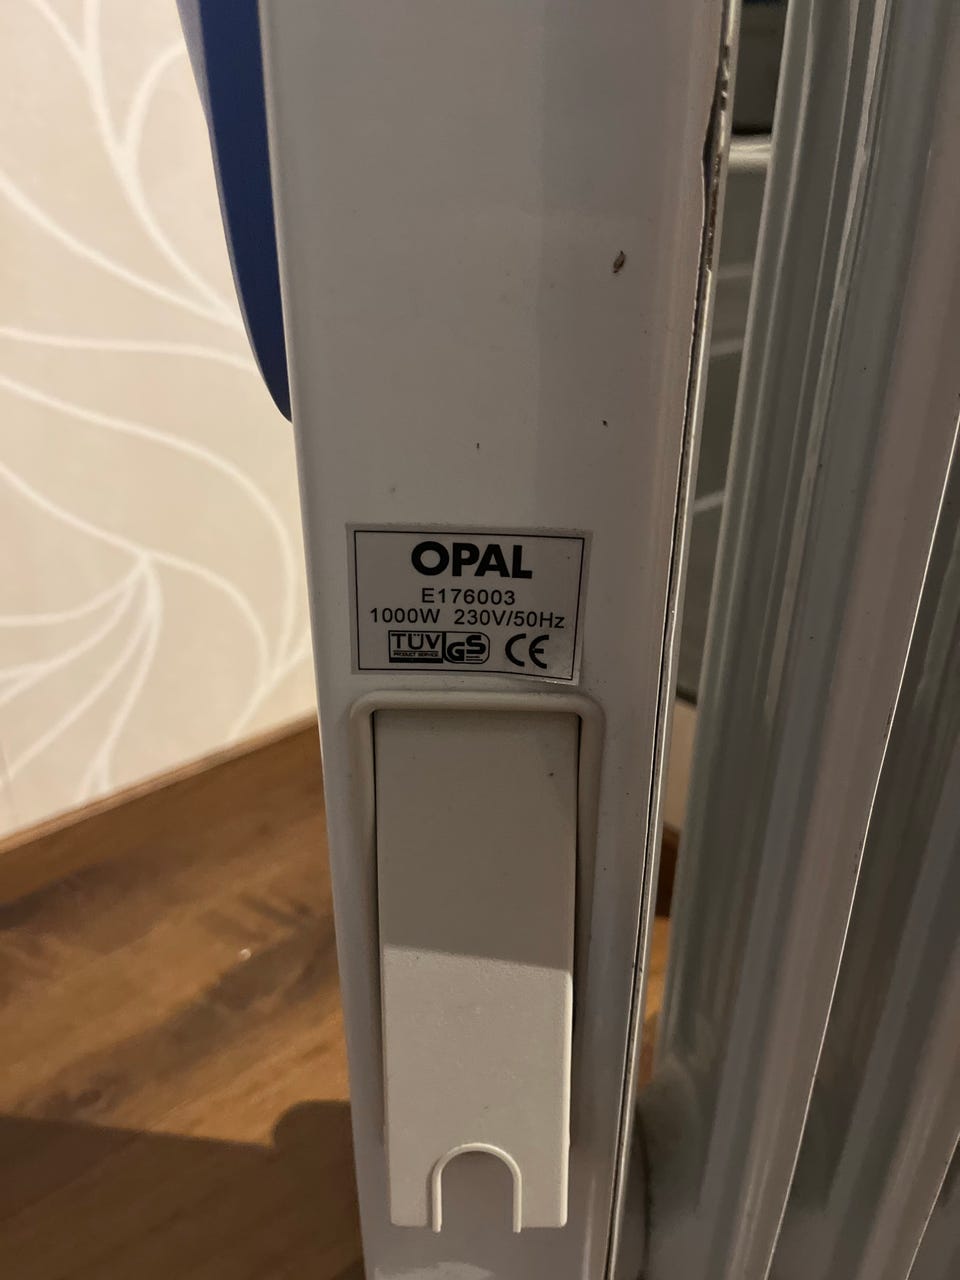 OPAL
E176003
1000W 230V/50Hz
TÜV GS CE
PRODUCT SERVICE